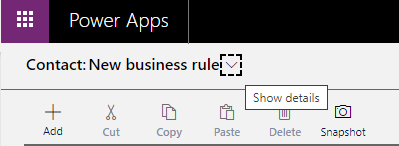 Power Apps
Contact: New business rule
Show details
Add Cut Copy Paste Delete Snapshot